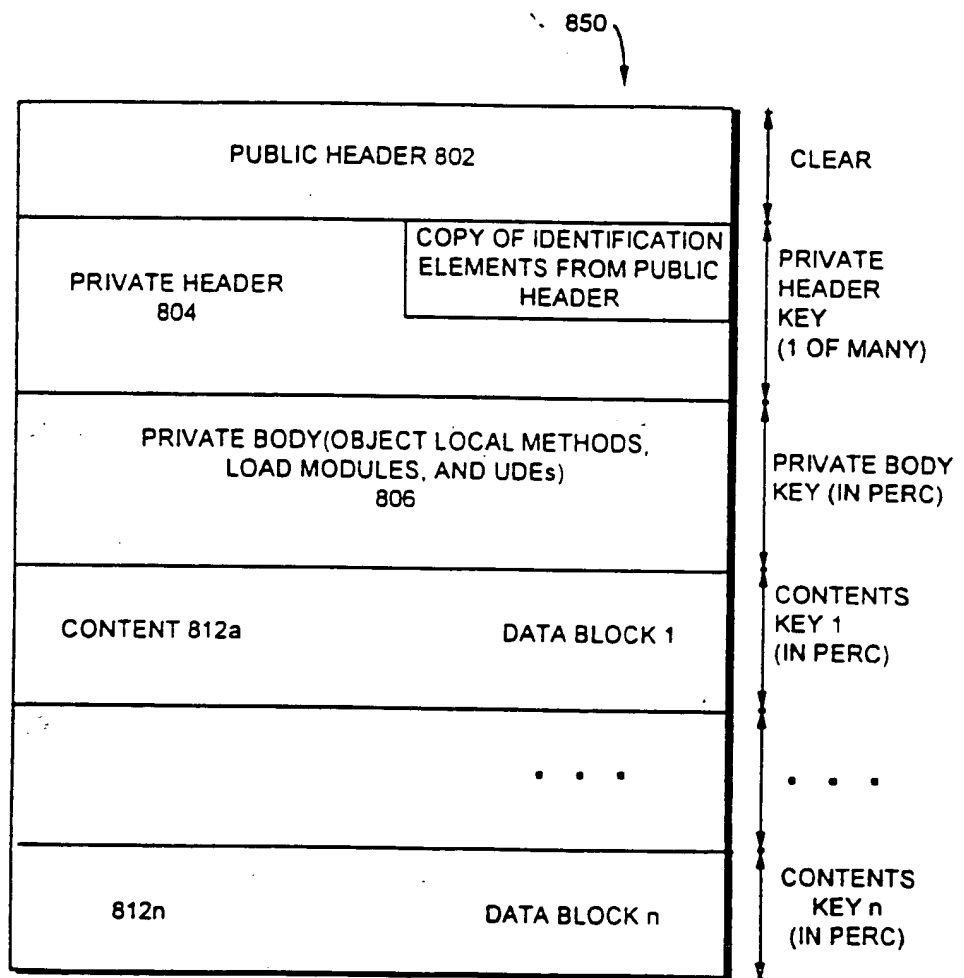 850
PUBLIC HEADER 802
CLEAR
COPY OF IDENTIFICATION
ELEMENTS FROM PUBLIC
HEADER
PRIVATE HEADER
804
PRIVATE
HEADER
KEY
(1 OF MANY)
PRIVATE BODY(OBJECT LOCAL METHODS,
LOAD MODULES, AND UDEs)
806
PRIVATE BODY
KEY (IN PERC)
CONTENT 812a
DATA BLOCK 1
CONTENTS
KEY 1
(IN PERC)
. . .
. . .
812n
DATA BLOCK n
CONTENTS
KEY n
(IN PERC)